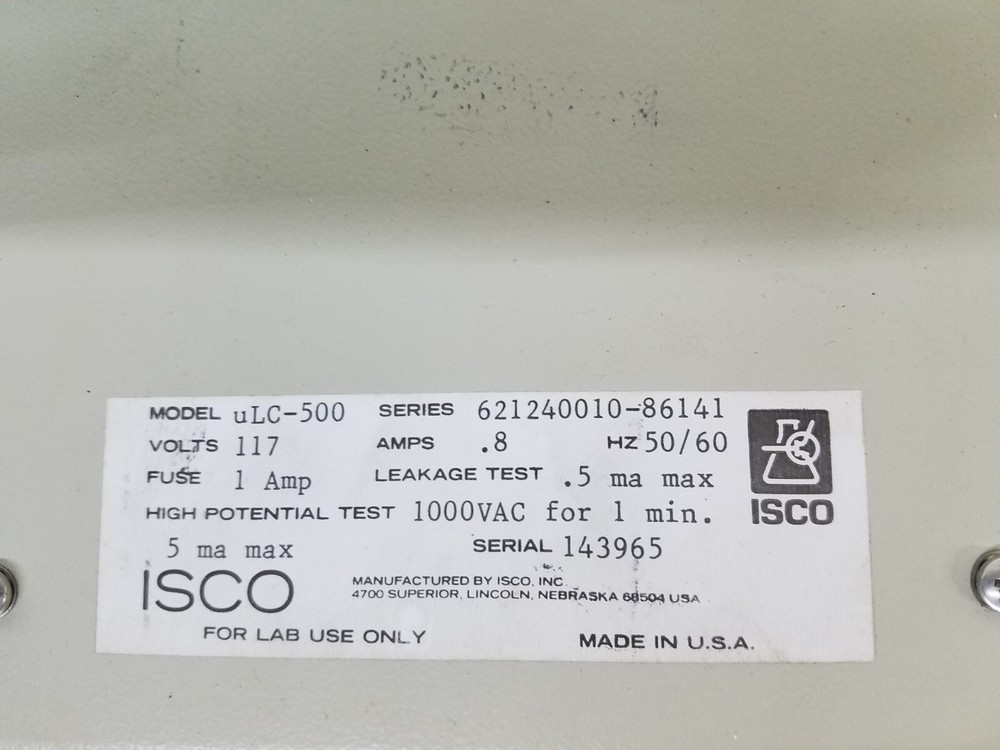 MODEL uLC-500 SERIES 621240010-86141
VOLTS 117 AMPS .8 HZ 50/60
FUSE 1 Amp LEAKAGE TEST .5 ma max
HIGH POTENTIAL TEST 1000VAC for 1 min.
5 ma max SERIAL 143965
ISCO
ISCO
MANUFACTURED BY ISCO, INC.
4700 SUPERIOR, LINCOLN, NEBRASKA 68504 USA
FOR LAB USE ONLY MADE IN U.S.A.